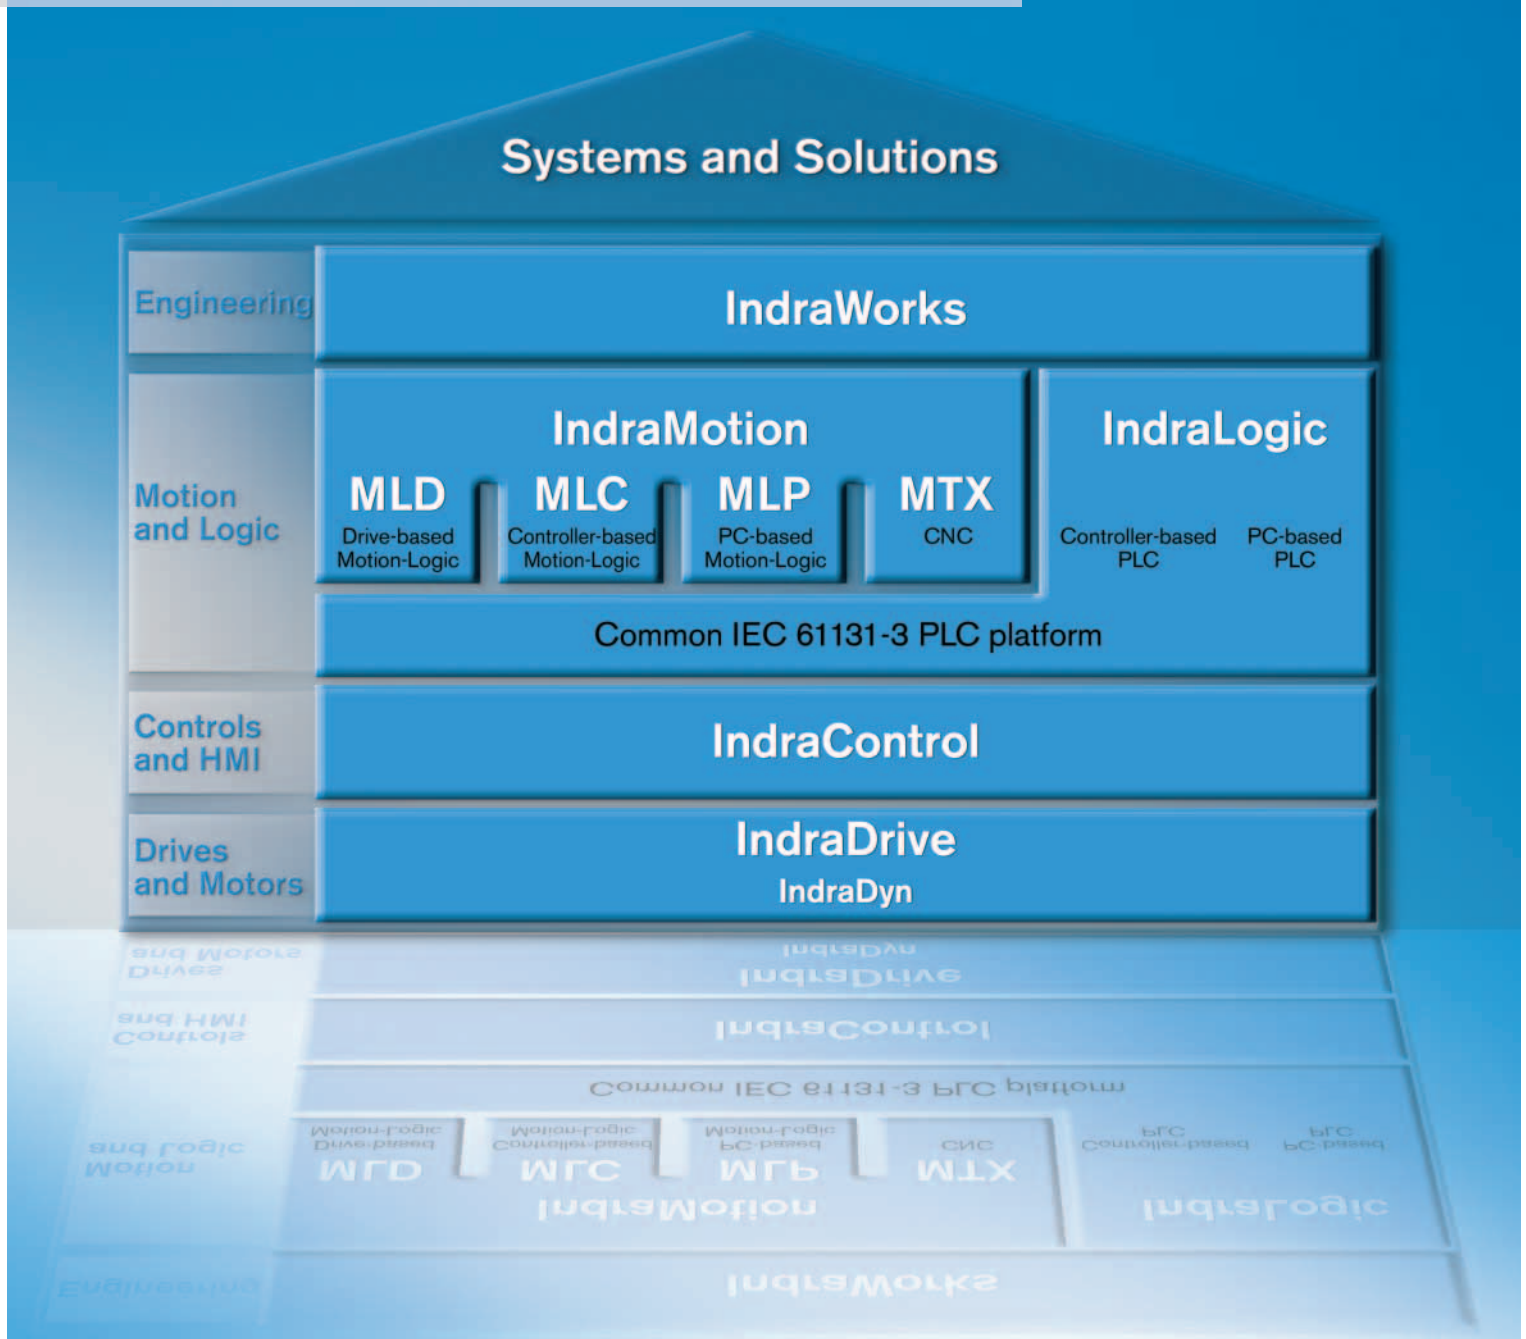 Systems and Solutions
Engineering
IndraWorks
Motion
and Logic
IndraMotion
MLD
Drive-based
Motion-Logic
MLC
Controller-based
Motion-Logic
MLP
PC-based
Motion-Logic
MTX
CNC
IndraLogic
Controller-based
PLC
PC-based
PLC
Common IEC 61131-3 PLC platform
Controls
and HMI
IndraControl
Drives
and Motors
IndraDrive
IndraDyn